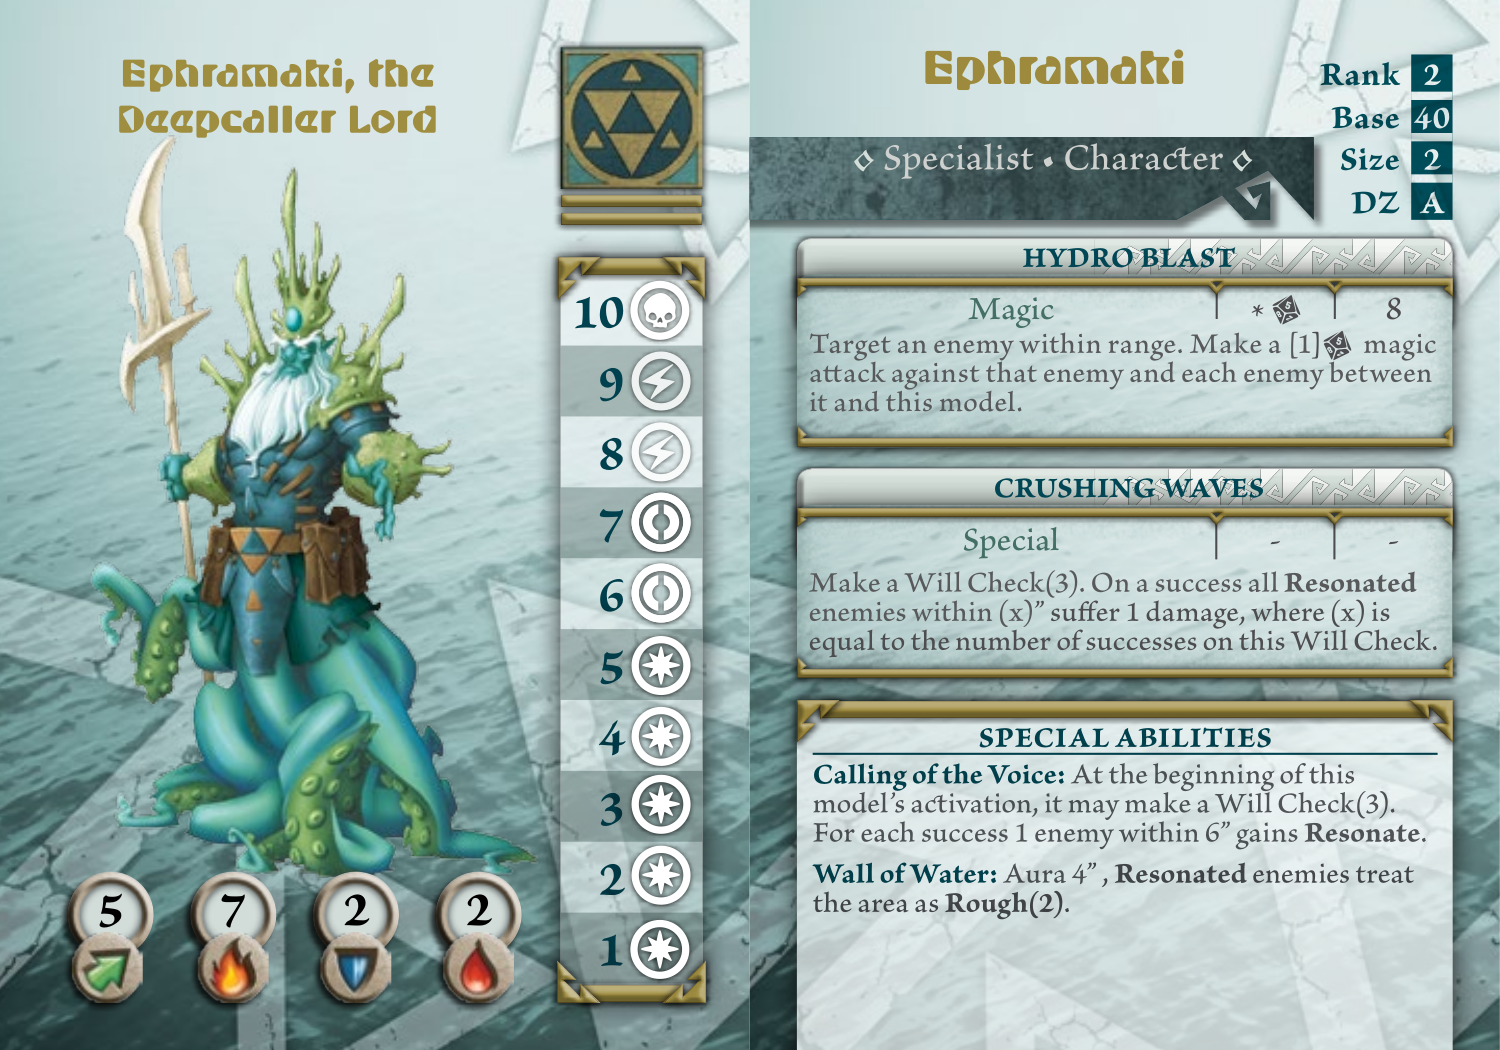 Ephramaki, the
Deepcaller Lord
10
9
8
7
6
5
4
3
2
1
5 7 2 2
Ephramaki
Rank 2
Base 40
Size 2
DZ A
Specialist • Character
HYDRO BLAST
Magic * 8
Target an enemy within range. Make a [1] magic
attack against that enemy and each enemy between
it and this model.
CRUSHING WAVES
Special - -
Make a Will Check(3). On a success all Resonated
enemies within (x)” suffer 1 damage, where (x) is
equal to the number of successes on this Will Check.
SPECIAL ABILITIES
Calling of the Voice: At the beginning of this
model’s activation, it may make a Will Check(3).
For each success 1 enemy within 6” gains Resonate.
Wall of Water: Aura 4” , Resonated enemies treat
the area as Rough(2).